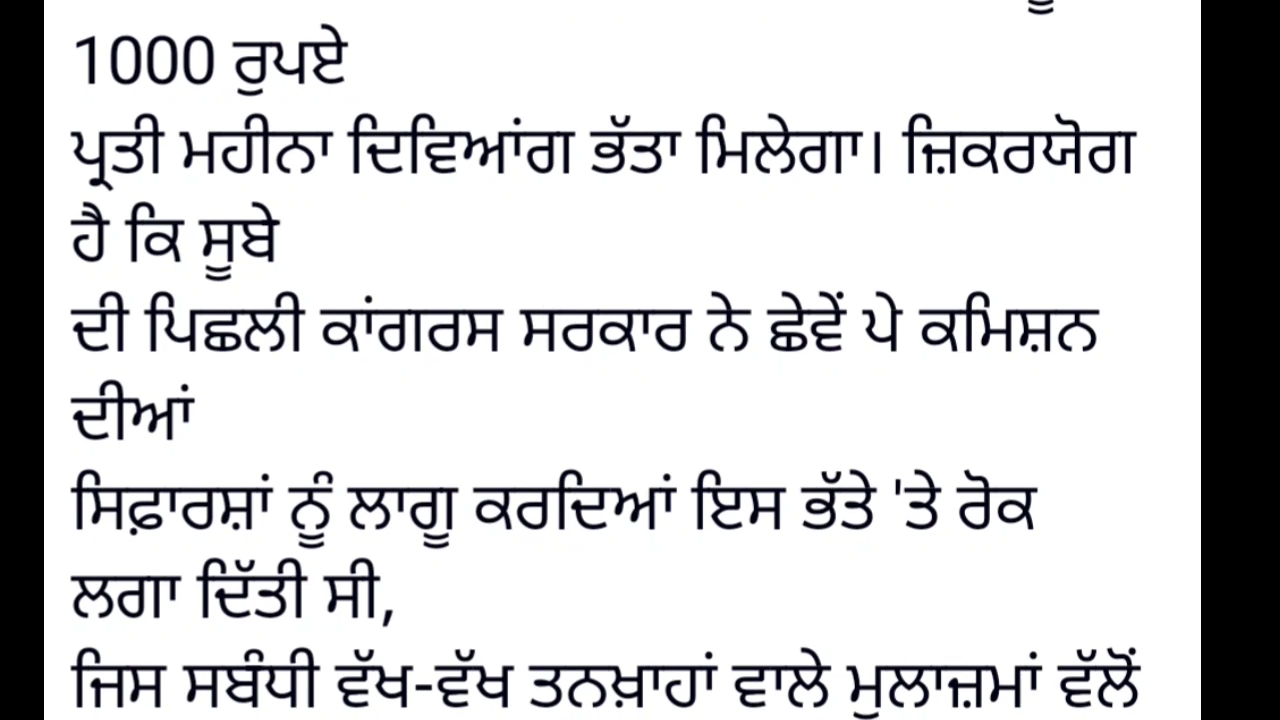 1000 ਰੁਪਏ
ਪ੍ਰਤੀ ਮਹੀਨਾ ਦਿਵਿਆਂਗ ਭੱਤਾ ਮਿਲੇਗਾ। ਜ਼ਿਕਰਯੋਗ
ਹੈ ਕਿ ਸੂਬੇ
ਦੀ ਪਿਛਲੀ ਕਾਂਗਰਸ ਸਰਕਾਰ ਨੇ ਛੇਵੇਂ ਪੇ ਕਮਿਸ਼ਨ
ਦੀਆਂ
ਸਿਫ਼ਾਰਸ਼ਾਂ ਨੂੰ ਲਾਗੂ ਕਰਦਿਆਂ ਇਸ ਭੱਤੇ 'ਤੇ ਰੋਕ
ਲਗਾ ਦਿੱਤੀ ਸੀ,
ਜਿਸ ਸਬੰਧੀ ਵੱਖ-ਵੱਖ ਤਨਖ਼ਾਹਾਂ ਵਾਲੇ ਮੁਲਾਜ਼ਮਾਂ ਵੱਲੋਂ